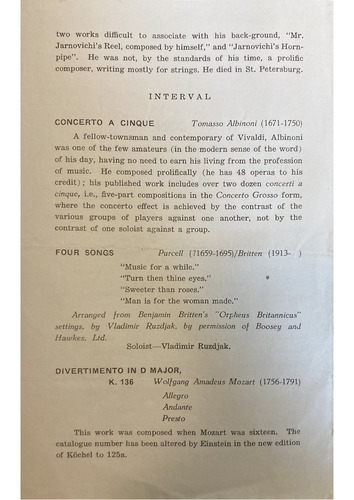 two works difficult to associate with his back-ground, "Mr.
Jarnovichi's Reel, composed by himself," and "Jarnovichi's Horn-
pipe". He was not, by the standards of his time, a prolific
composer, writing mostly for strings. He died in St. Petersburg.
INTERVAL
CONCERTO A CINQUE Tomasso Albinoni (1671-1750)
A fellow-townsman and contemporary of Vivaldi, Albinoni
was one of the few amateurs (in the modern sense of the word)
of his day, having no need to earn his living from the profession
of music. He composed prolifically (he has 48 operas to his
credit); his published work includes over two dozen concerti a
cinque, i.e., five-part compositions in the Concerto Grosso form,
where the concerto effect is achieved by the contrast of the
various groups of players against one another, not by the
contrast of one soloist against a group.
FOUR SONGS Purcell (?1659-1695)/Britten (1913- )
"Music for a while."
"Turn then thine eyes."
"Sweeter than roses."
"Man is for the woman made."
Arranged from Benjamin Britten's "Orpheus Britannicus"
settings, by Vladimir Ruzdjak, by permission of Boosey and
Hawkes, Ltd.
Soloist—Vladimir Ruzdjak.
DIVERTIMENTO IN D MAJOR,
K. 136 Wolfgang Amadeus Mozart (1756-1791)
Allegro
Andante
Presto
This work was composed when Mozart was sixteen. The
catalogue number has been altered by Einstein in the new edition
of Köchel to 125a.